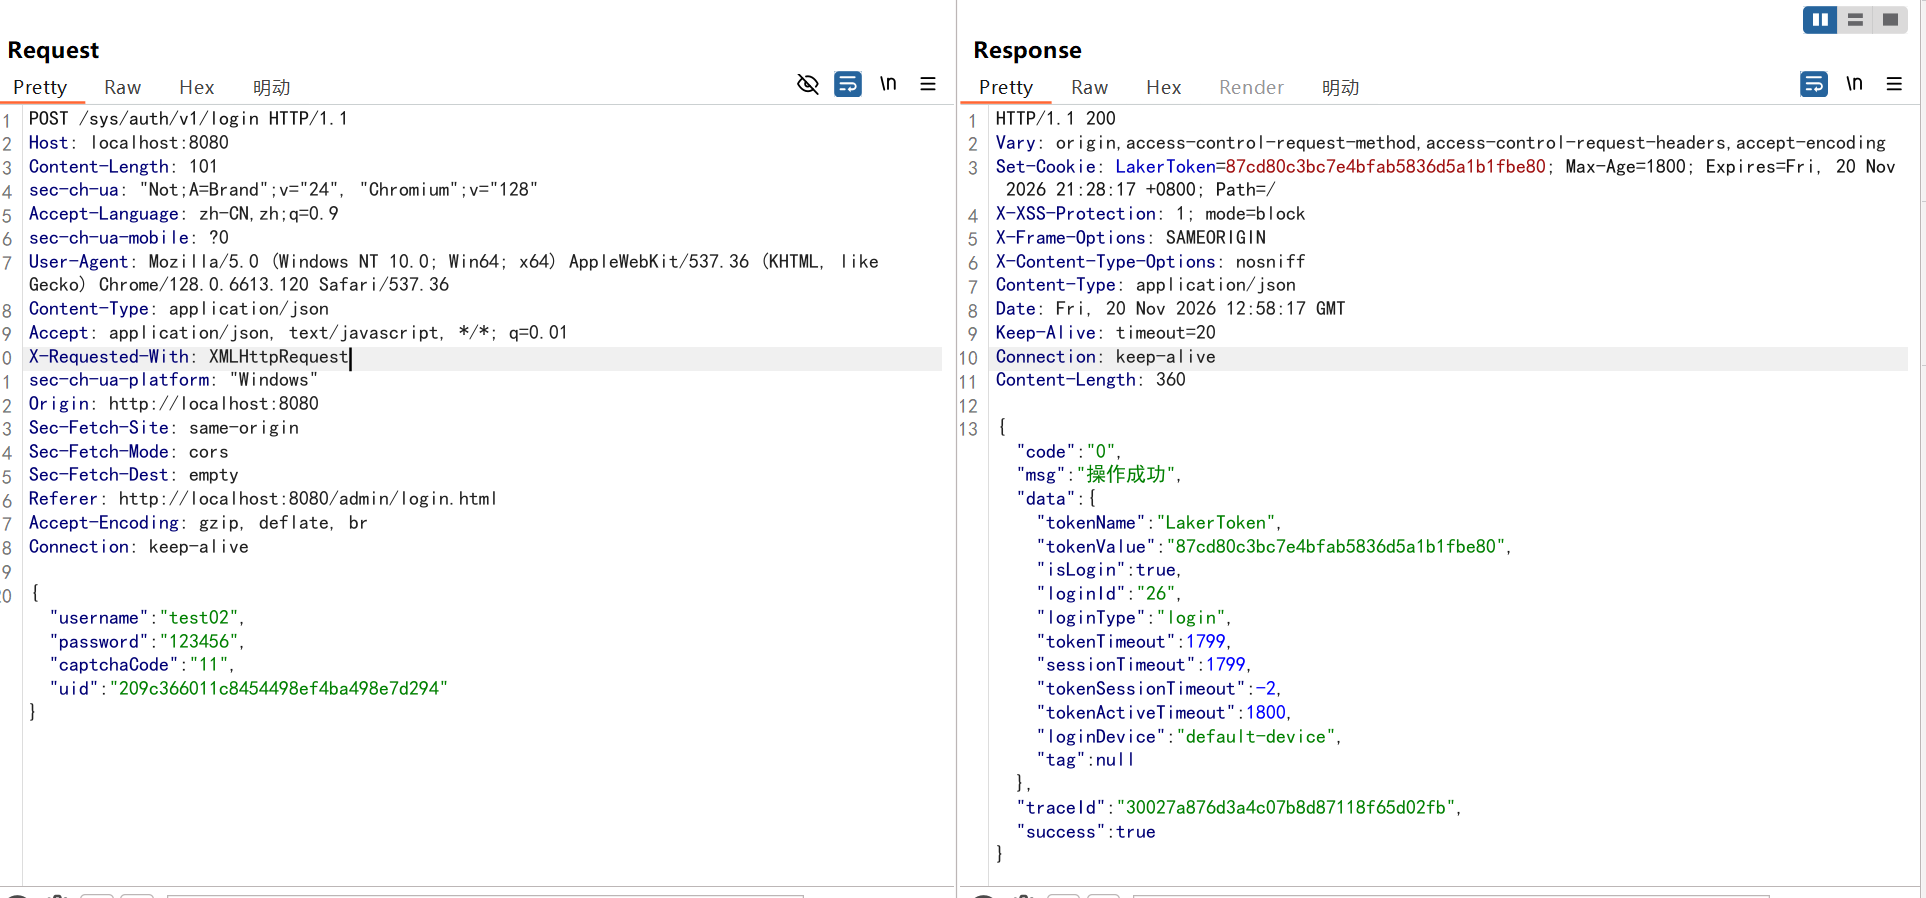 Request
Pretty Raw Hex 明动 \n
1 POST /sys/auth/v1/login HTTP/1.1
2 Host: localhost:8080
3 Content-Length: 101
4 sec-ch-ua: "Not;A=Brand";v="24", "Chromium";v="128"
5 Accept-Language: zh-CN,zh;q=0.9
6 sec-ch-ua-mobile: ?0
7 User-Agent: Mozilla/5.0 (Windows NT 10.0; Win64; x64) AppleWebKit/537.36 (KHTML, like
Gecko) Chrome/128.0.6613.120 Safari/537.36
8 Content-Type: application/json
9 Accept: application/json, text/javascript, */*; q=0.01
0 X-Requested-With: XMLHttpRequest
1 sec-ch-ua-platform: "Windows"
2 Origin: http://localhost:8080
3 Sec-Fetch-Site: same-origin
4 Sec-Fetch-Mode: cors
5 Sec-Fetch-Dest: empty
6 Referer: http://localhost:8080/admin/login.html
7 Accept-Encoding: gzip, deflate, br
8 Connection: keep-alive
9
20 {
"username":"test02",
"password":"123456",
"captchaCode":"11",
"uid":"209c366011c8454498ef4ba498e7d294"
}
Response
Pretty Raw Hex Render 明动 \n
1 HTTP/1.1 200
2 Vary: origin,access-control-request-method,access-control-request-headers,accept-encoding
3 Set-Cookie: LakerToken=87cd80c3bc7e4bfab5836d5a1b1fbe80; Max-Age=1800; Expires=Fri, 20 Nov
2026 21:28:17 +0800; Path=/
4 X-XSS-Protection: 1; mode=block
5 X-Frame-Options: SAMEORIGIN
6 X-Content-Type-Options: nosniff
7 Content-Type: application/json
8 Date: Fri, 20 Nov 2026 12:58:17 GMT
9 Keep-Alive: timeout=20
10 Connection: keep-alive
11 Content-Length: 360
12
13 {
"code":"0",
"msg":"操作成功",
"data":{
"tokenName":"LakerToken",
"tokenValue":"87cd80c3bc7e4bfab5836d5a1b1fbe80",
"isLogin":true,
"loginId":"26",
"loginType":"login",
"tokenTimeout":1799,
"sessionTimeout":1799,
"tokenSessionTimeout":-2,
"tokenActiveTimeout":1800,
"loginDevice":"default-device",
"tag":null
},
"traceId":"30027a876d3a4c07b8d87118f65d02fb",
"success":true
}